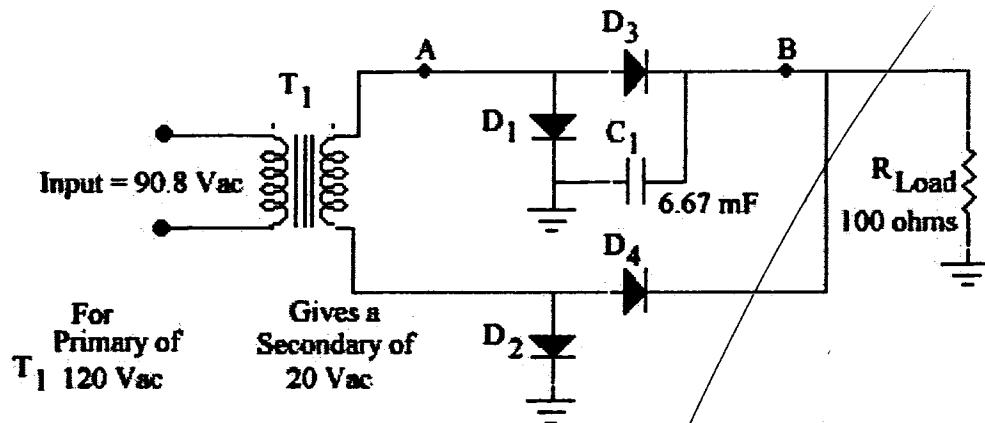 D3
A
B
T1
D1
C1
Input = 90.8 Vac
6.67 mF
RLoad
100 ohms
D4
For
Primary of
T1 120 Vac
Gives a
Secondary of
20 Vac
D2